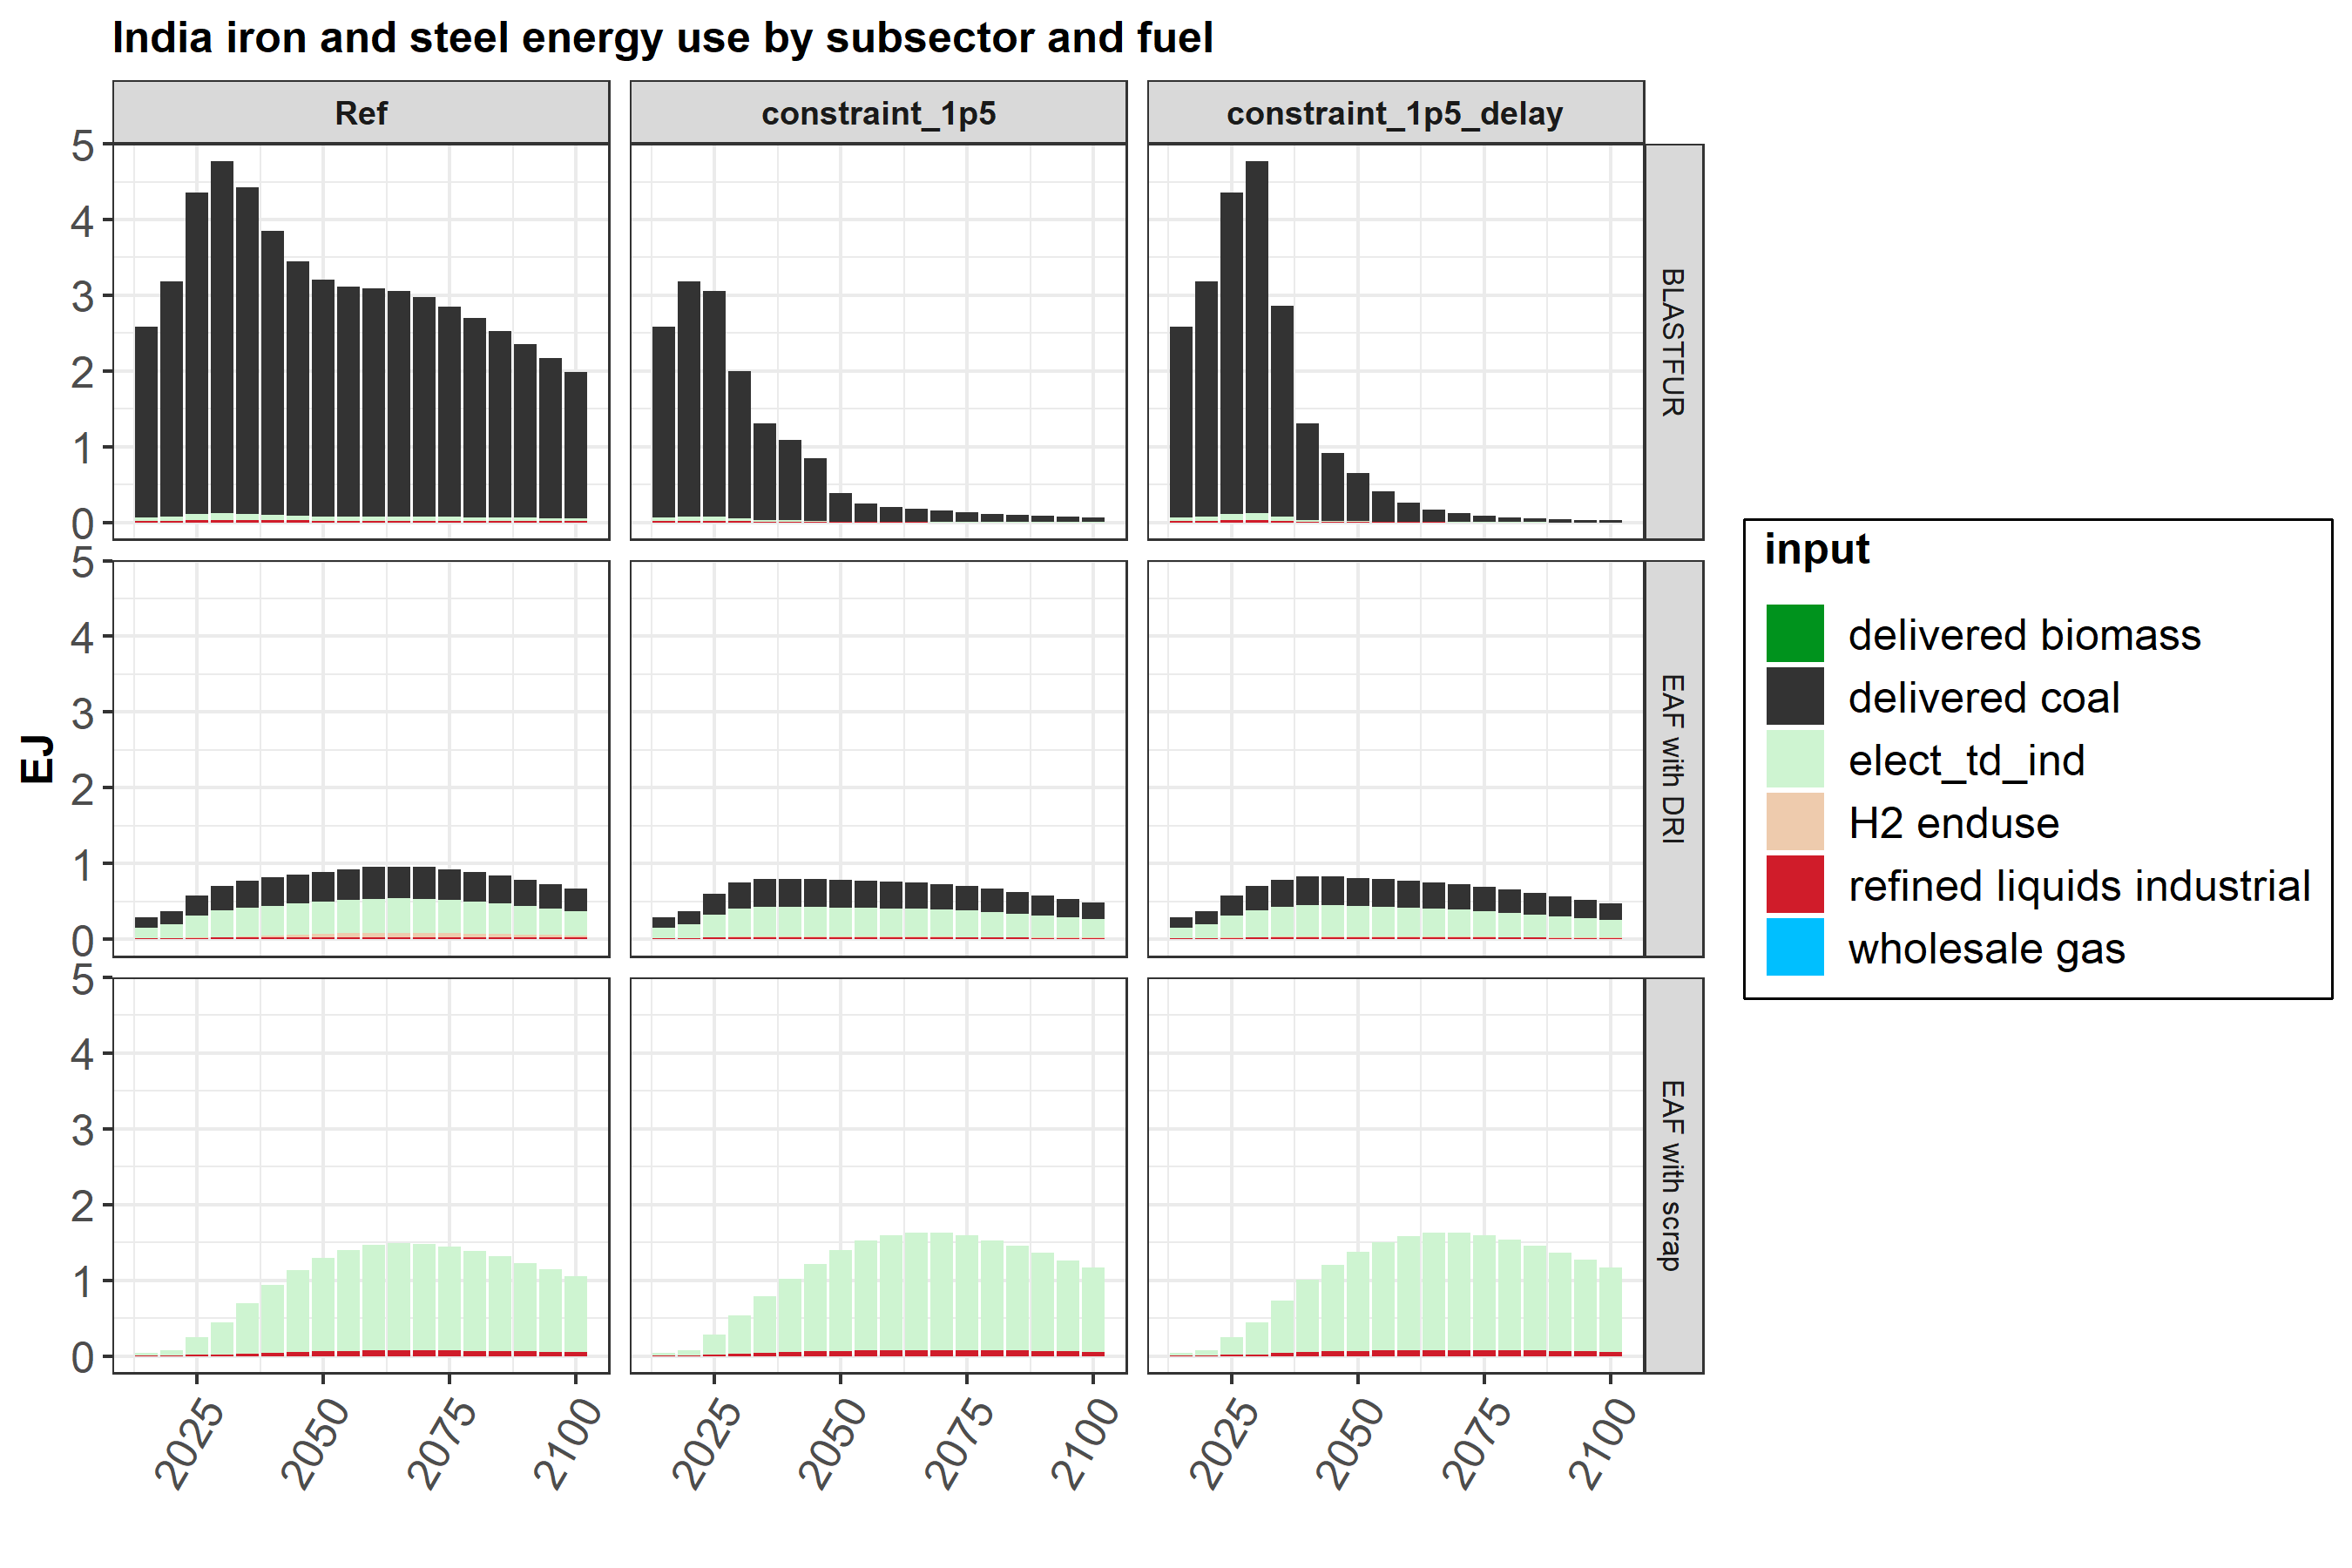 India iron and steel energy use by subsector and fuel
Ref
constraint_1p5
constraint_1p5_delay
5
4
3
2
1
0
BLASTFUR
5
4
3
2
1
0
EAF with DRI
5
4
3
2
1
0
EAF with scrap
EJ
2025
2050
2075
2100
2025
2050
2075
2100
2025
2050
2075
2100
input
delivered biomass
delivered coal
elect_td_ind
H2 enduse
refined liquids industrial
wholesale gas